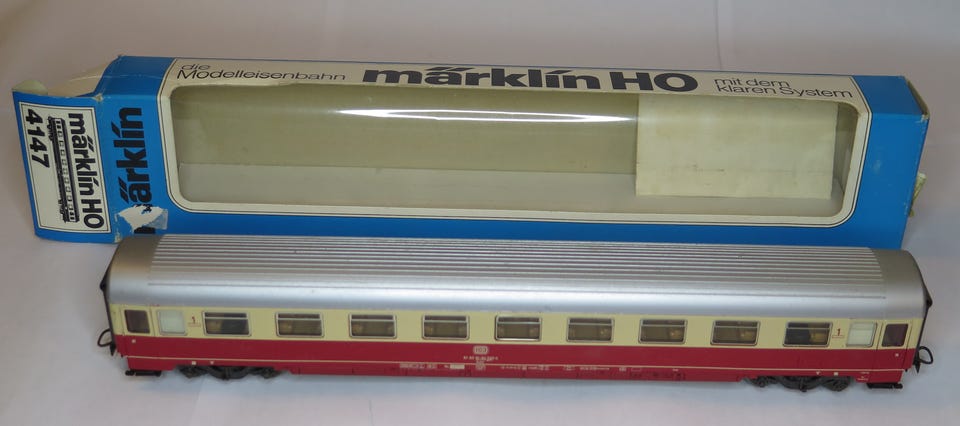 die
Modelleisenbahn
märklin HO
mit dem
klaren System
märklin HO
4147
märklin
1
DB
1